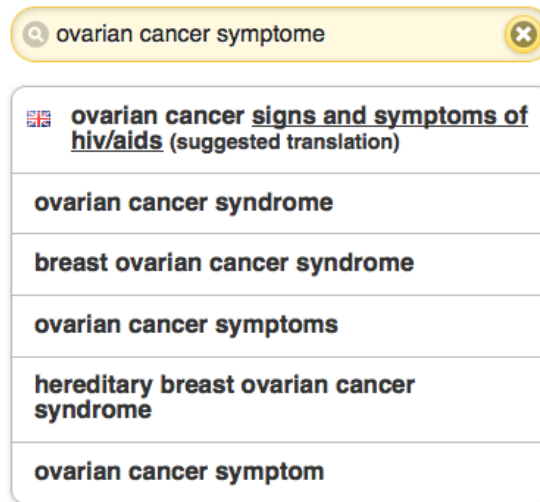 ovarian cancer symptome
ovarian cancer signs and symptoms of
hiv/aids (suggested translation)
ovarian cancer syndrome
breast ovarian cancer syndrome
ovarian cancer symptoms
hereditary breast ovarian cancer
syndrome
ovarian cancer symptom